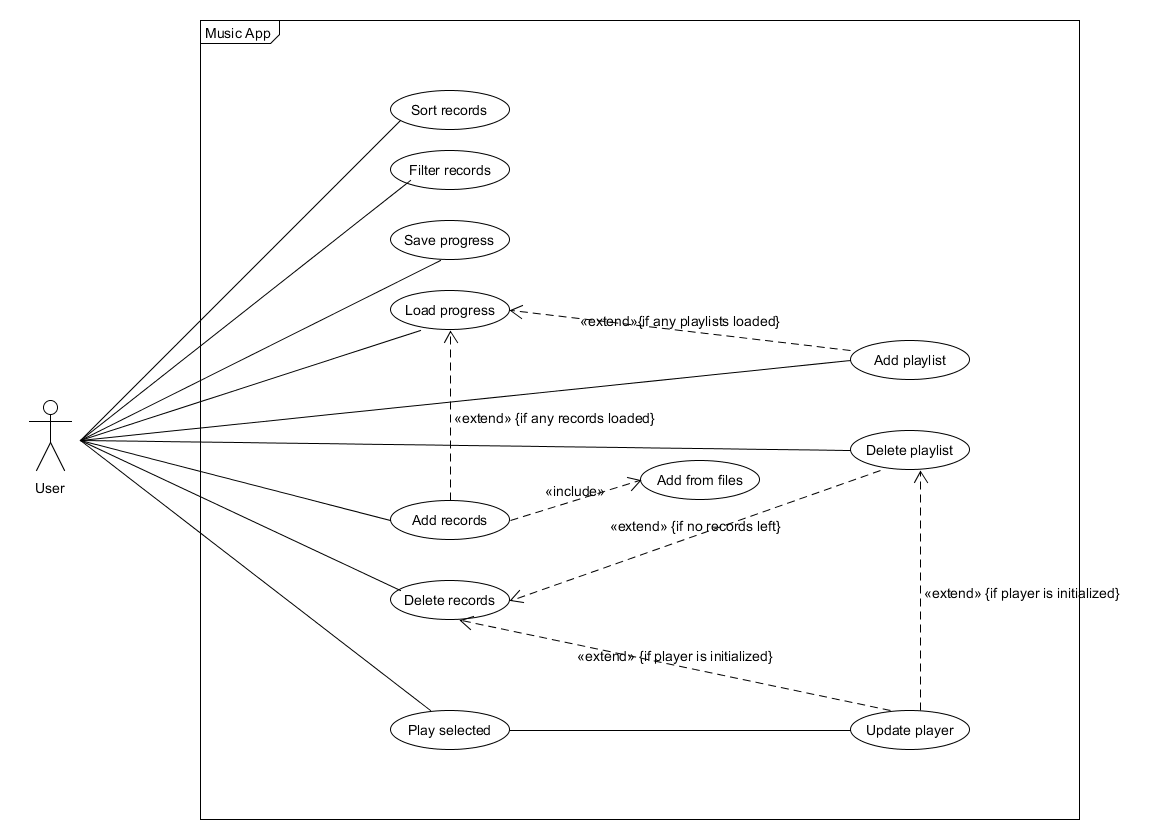 Music App
Sort records
Filter records
Save progress
Load progress
«extend»{if any playlists loaded}
Add playlist
«extend» {if any records loaded}
Delete playlist
User
Add from files
«include»
Add records
«extend» {if no records left}
Delete records
«extend» {if player is initialized}
«extend» {if player is initialized}
Play selected
Update player